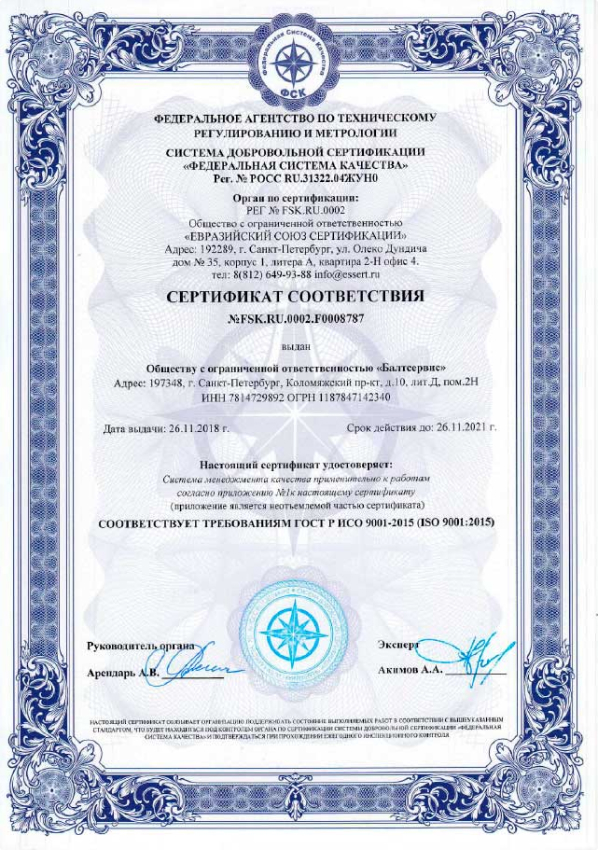 Федеральная Система Качества
ФСК
ФЕДЕРАЛЬНОЕ АГЕНТСТВО ПО ТЕХНИЧЕСКОМУ
РЕГУЛИРОВАНИЮ И МЕТРОЛОГИИ
СИСТЕМА ДОБРОВОЛЬНОЙ СЕРТИФИКАЦИИ
«ФЕДЕРАЛЬНАЯ СИСТЕМА КАЧЕСТВА»
Рег. № РОСС RU.31322.04ЖУН0
Орган по сертификации:
РЕГ № FSK.RU.0002
Общество с ограниченной ответственностью
«ЕВРАЗИЙСКИЙ СОЮЗ СЕРТИФИКАЦИИ»
Адрес: 192289, г. Санкт-Петербург, ул. Олеко Дундича
дом № 35, корпус 1, литера А, квартира 2-Н офис 4.
тел: 8(812) 649-93-88 info@essert.ru
СЕРТИФИКАТ СООТВЕТСТВИЯ
№FSK.RU.0002.F0008787
выдан
Обществу с ограниченной ответственностью «Балтсервис»
Адрес: 197348, г. Санкт-Петербург, Коломяжский пр-кт, д.10, лит.Д, пом.2Н
ИНН 7814729892 ОГРН 1187847142340
Дата выдачи: 26.11.2018 г. Срок действия до: 26.11.2021 г.
Настоящий сертификат удостоверяет:
Система менеджмента качества применительно к работам
согласно приложению №1к настоящему сертификату
(приложение является неотъемлемой частью сертификата)
СООТВЕТСТВУЕТ ТРЕБОВАНИЯМ ГОСТ Р ИСО 9001-2015 (ISO 9001:2015)
Руководитель органа Эксперт
Арендарь А.В. Акимов А.А.
НАСТОЯЩИЙ СЕРТИФИКАТ ОБЯЗЫВАЕТ ОРГАНИЗАЦИЮ ПОДДЕРЖИВАТЬ СОСТОЯНИЕ ВЫПОЛНЯЕМЫХ РАБОТ В СООТВЕТСТВИИ С ВЫШЕУКАЗАННЫМ
СТАНДАРТОМ, ЧТО БУДЕТ НАХОДИТЬСЯ ПОД КОНТРОЛЕМ ОРГАНА ПО СЕРТИФИКАЦИИ СИСТЕМЫ ДОБРОВОЛЬНОЙ СЕРТИФИКАЦИИ «ФЕДЕРАЛЬНАЯ
СИСТЕМА КАЧЕСТВА» И ПОДТВЕРЖДАТЬСЯ ПРИ ПРОХОЖДЕНИИ ЕЖЕГОДНОГО ИНСПЕКЦИОННОГО КОНТРОЛЯ